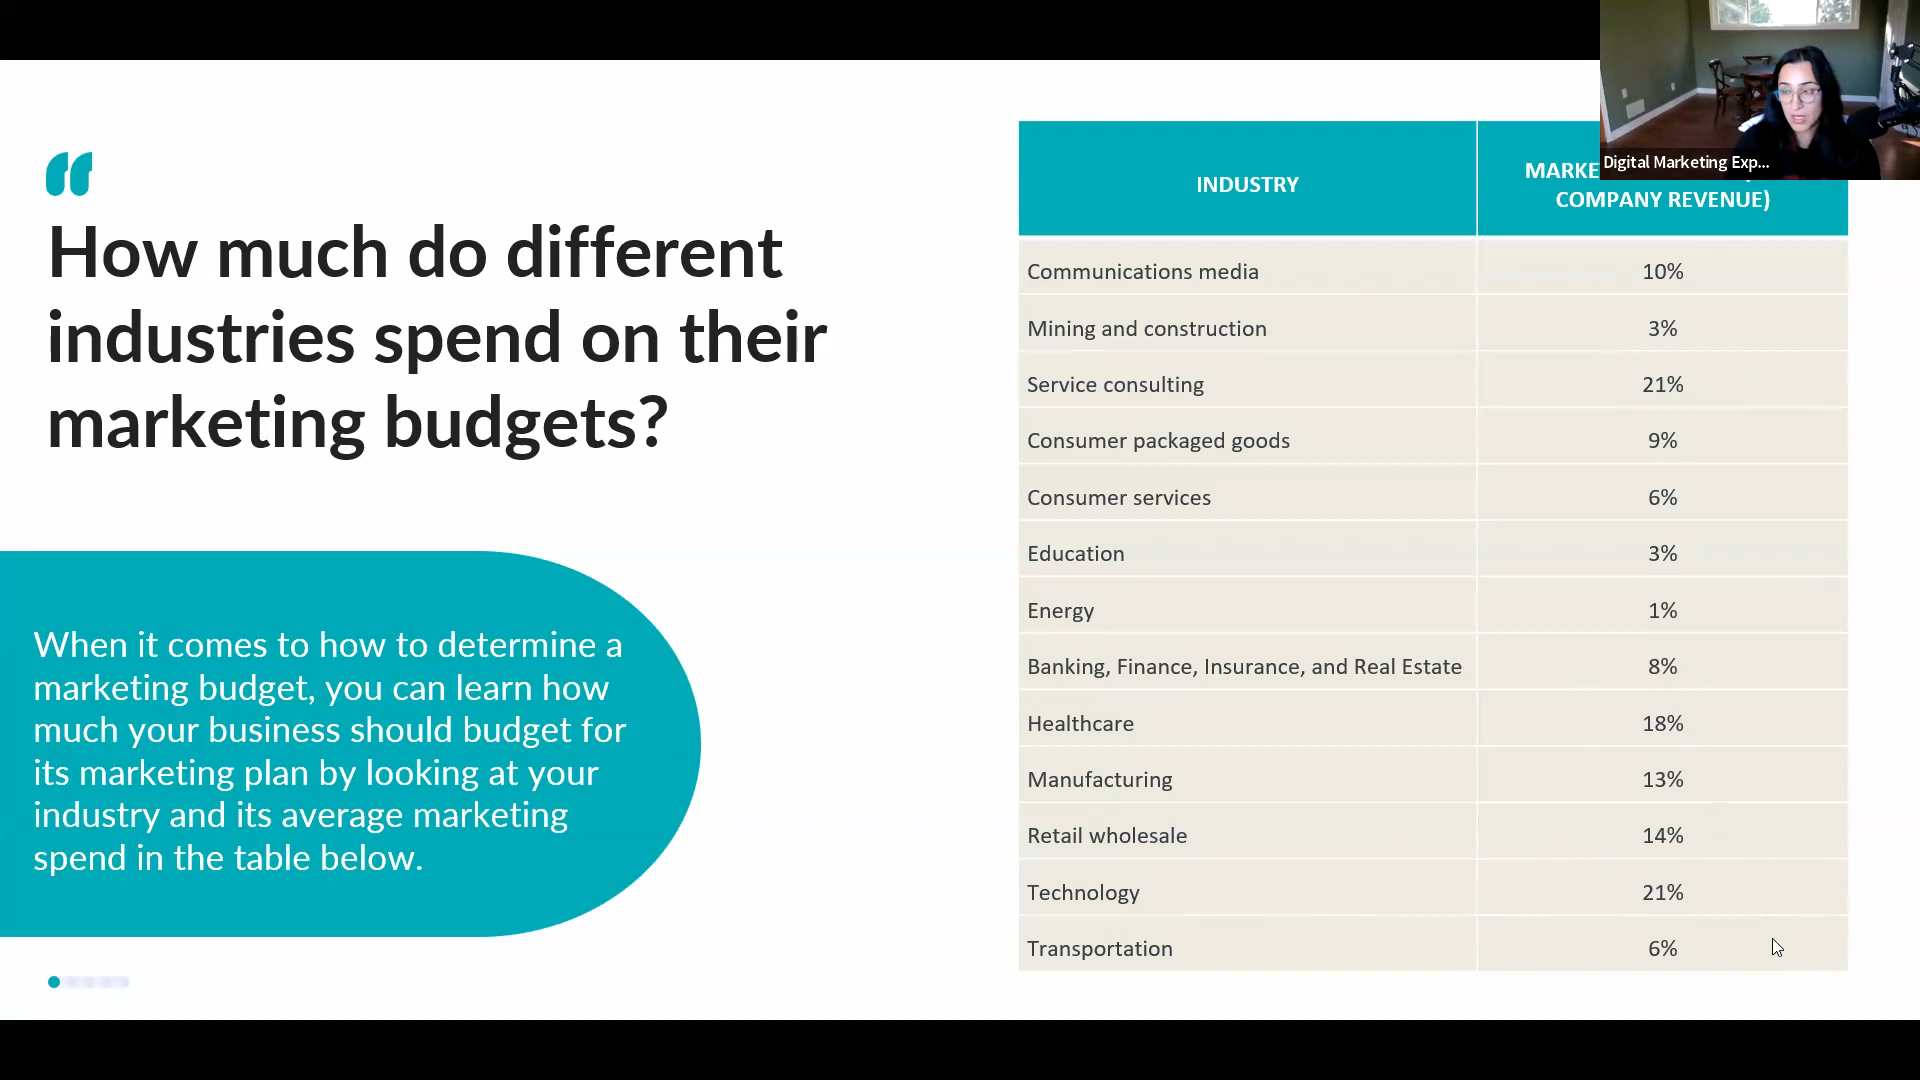 How much do different
industries spend on their
marketing budgets?
When it comes to how to determine a
marketing budget, you can learn how
much your business should budget for
its marketing plan by looking at your
industry and its average marketing
spend in the table below.
INDUSTRY
COMPANY REVENUE)
Communications media 10%
Mining and construction 3%
Service consulting 21%
Consumer packaged goods 9%
Consumer services 6%
Education 3%
Energy 1%
Banking, Finance, Insurance, and Real Estate 8%
Healthcare 18%
Manufacturing 13%
Retail wholesale 14%
Technology 21%
Transportation 6%
Digital Marketing Exp...